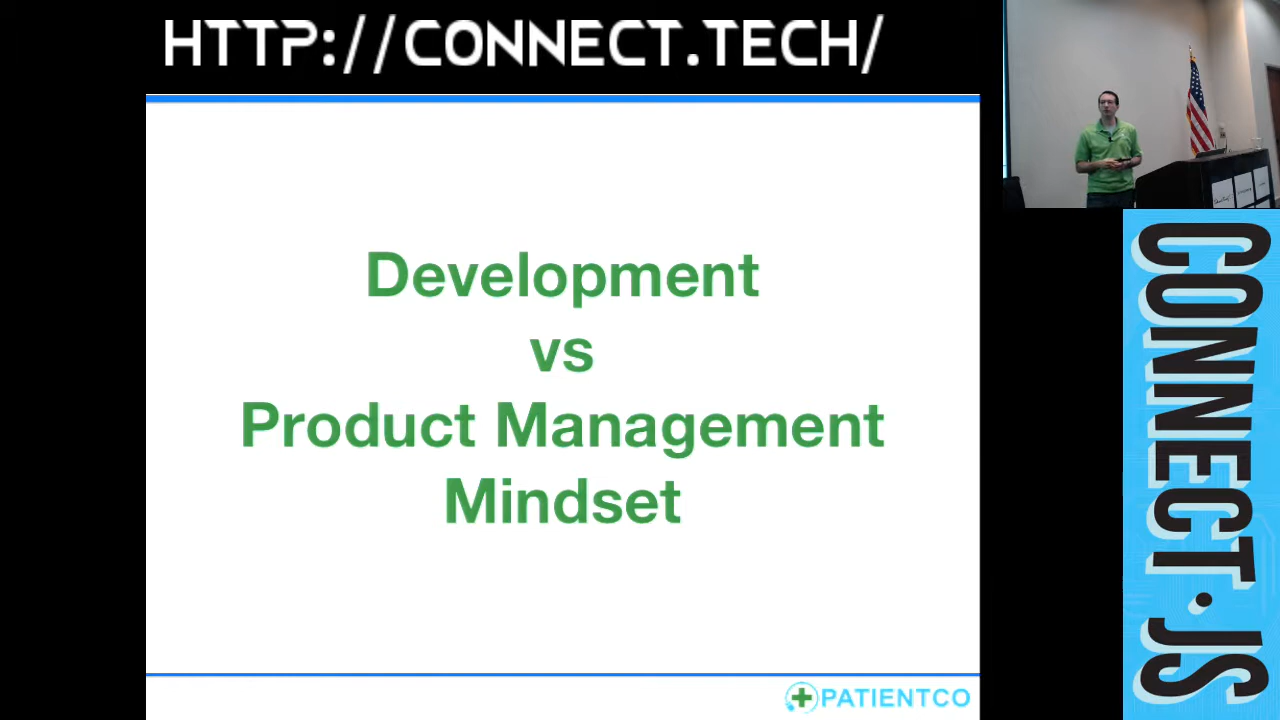 HTTP://CONNECT.TECH/
Development
vs
Product Management
Mindset
PATIENTCO
CONNECT.JS